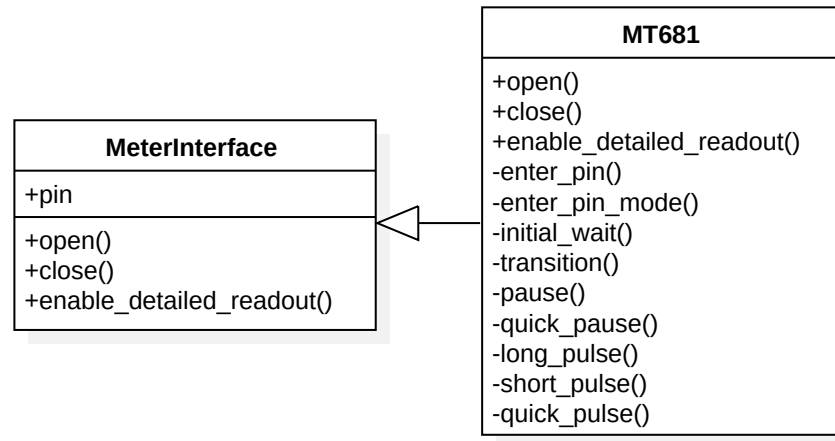 MeterInterface
+pin
+open()
+close()
+enable_detailed_readout()
MT681
+open()
+close()
+enable_detailed_readout()
-enter_pin()
-enter_pin_mode()
-initial_wait()
-transition()
-pause()
-quick_pause()
-long_pulse()
-short_pulse()
-quick_pulse()